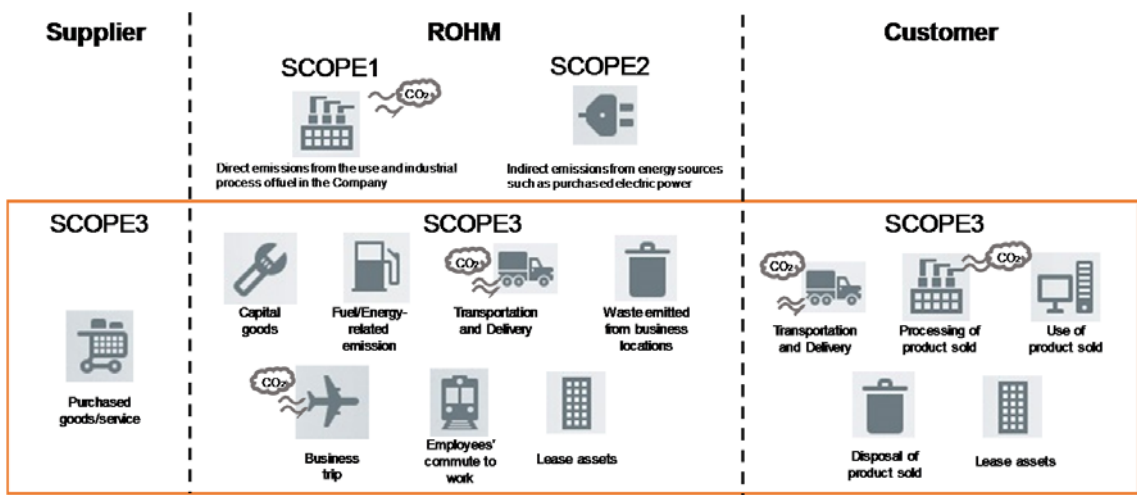 Supplier
ROHM
Customer
SCOPE1
SCOPE2
CO₂
Direct emissions from the use and industrial
process of fuel in the Company
Indirect emissions from energy sources
such as purchased electric power
SCOPE3
SCOPE3
SCOPE3
CO₂
CO₂
CO₂
Capital
goods
Fuel/Energy-
related
emission
Transportation
and Delivery
Waste emitted
from business
locations
Transportation
and Delivery
Processing of
product sold
Use of
product sold
Purchased
goods/service
CO₂
Business
trip
Employees'
commute to
work
Lease assets
Disposal of
product sold
Lease assets